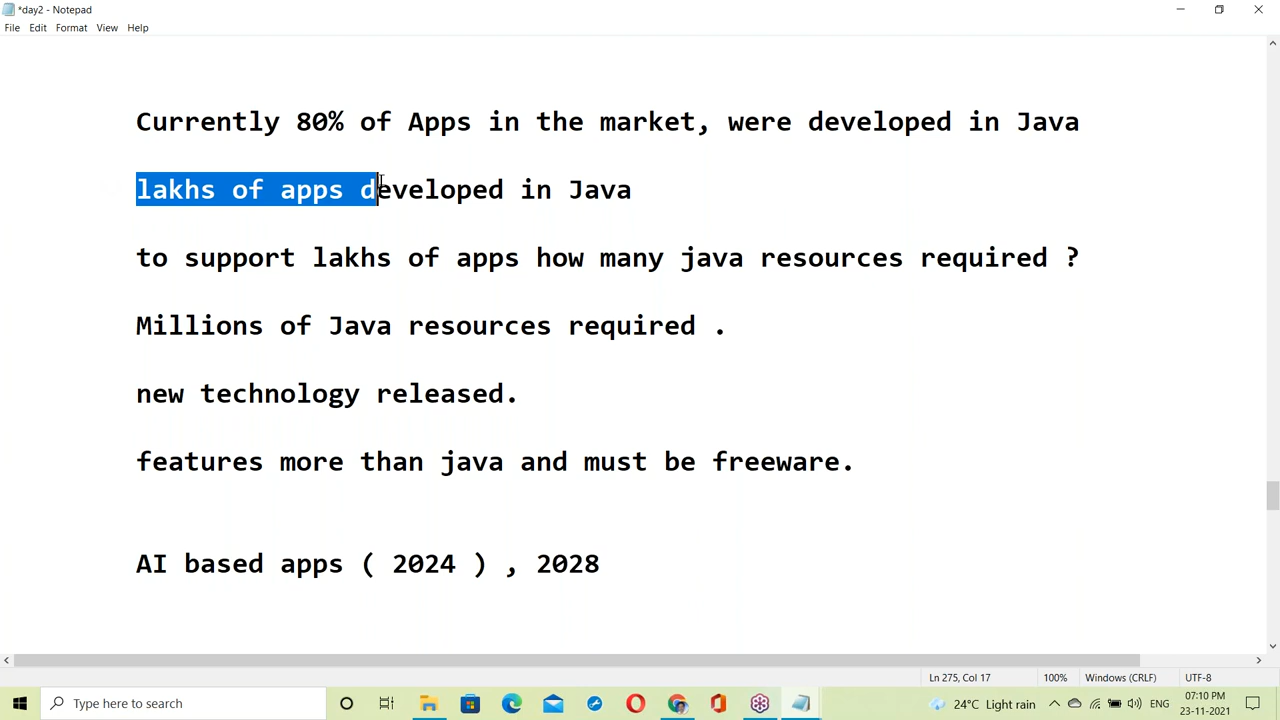 *day2 - Notepad
File Edit Format View Help
Currently 80% of Apps in the market, were developed in Java
lakhs of apps developed in Java
to support lakhs of apps how many java resources required ?
Millions of Java resources required .
new technology released.
features more than java and must be freeware.
AI based apps ( 2024 ) , 2028
Ln 275, Col 17 100% Windows (CRLF) UTF-8
Type here to search 24°C Light rain ENG 07:10 PM
23-11-2021